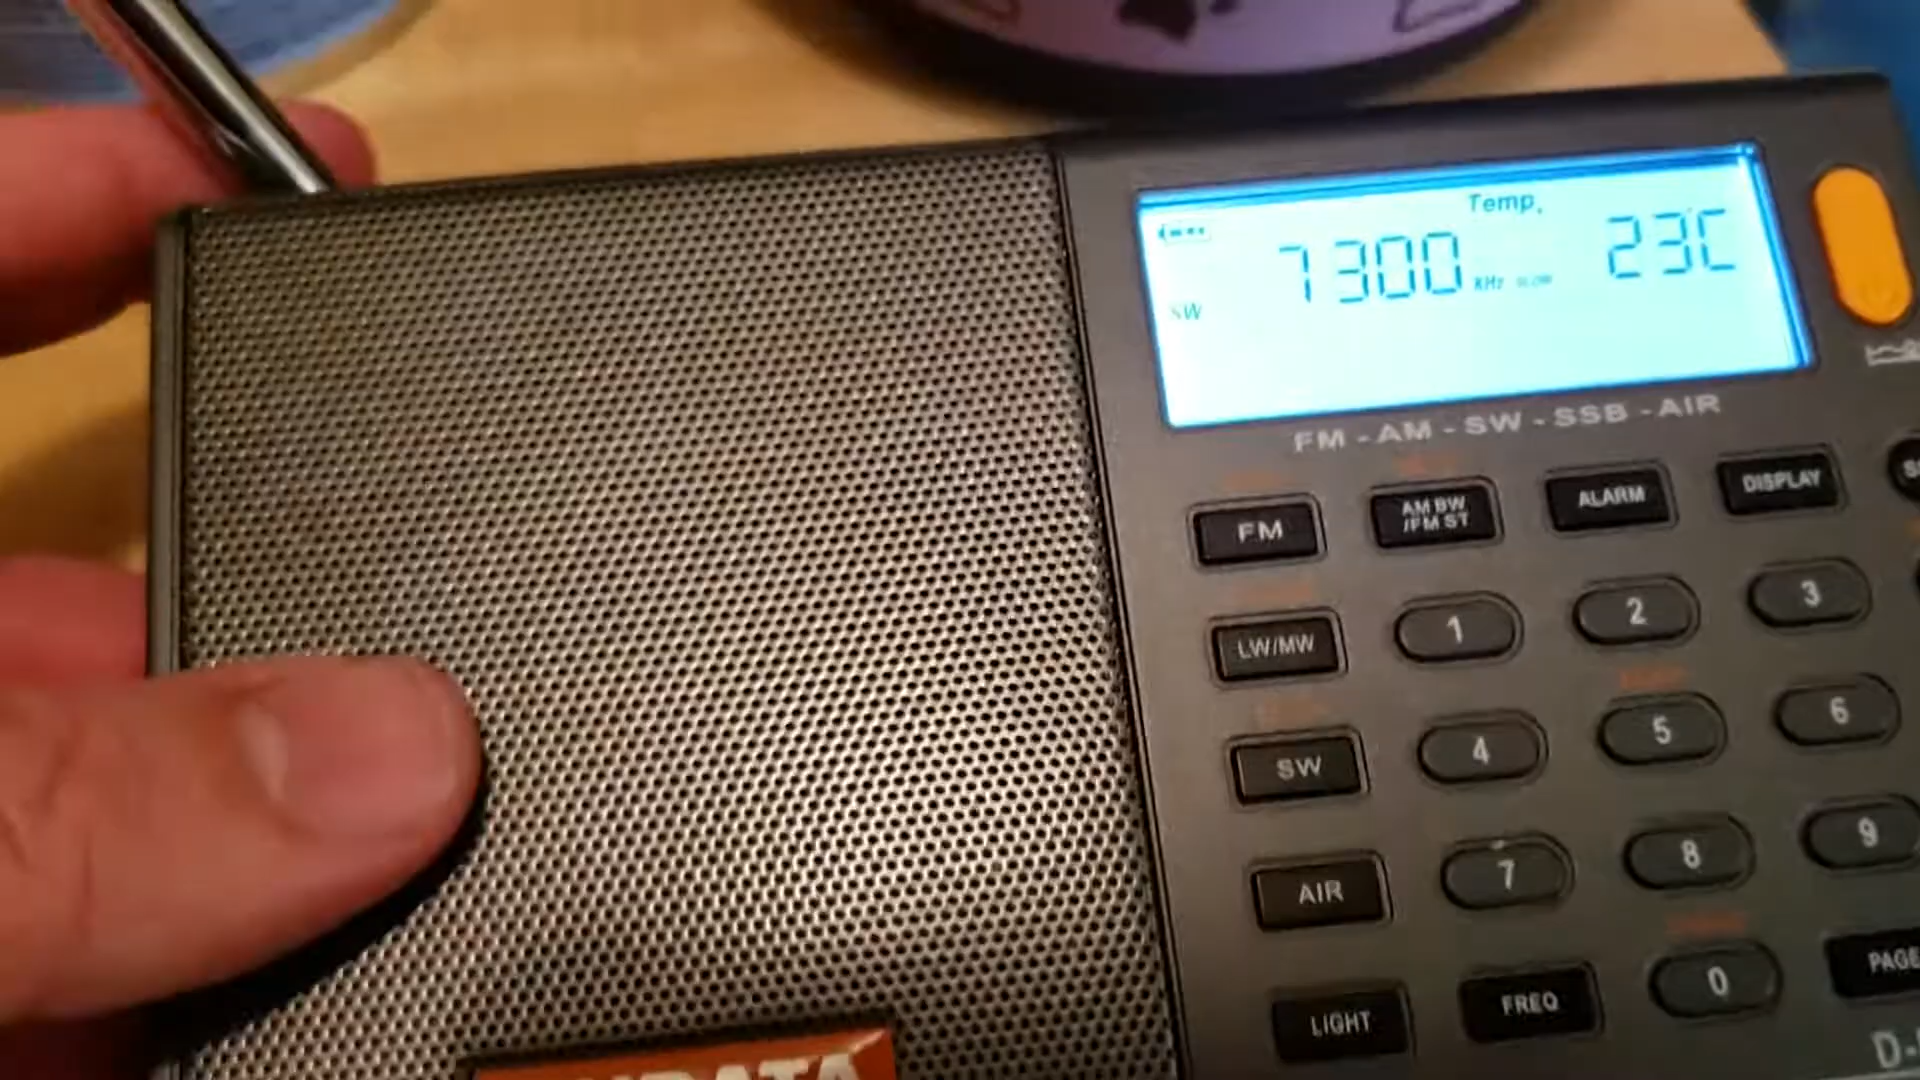 Temp.
7300 KHz SLOW 23C
SW
FM - AM - SW - SSB - AIR
FM
AM BW
/FM ST
ALARM
DISPLAY
LW/MW
1
2
3
SW
4
5
6
AIR
7
8
9
LIGHT
FREQ
0
PAGE
D-